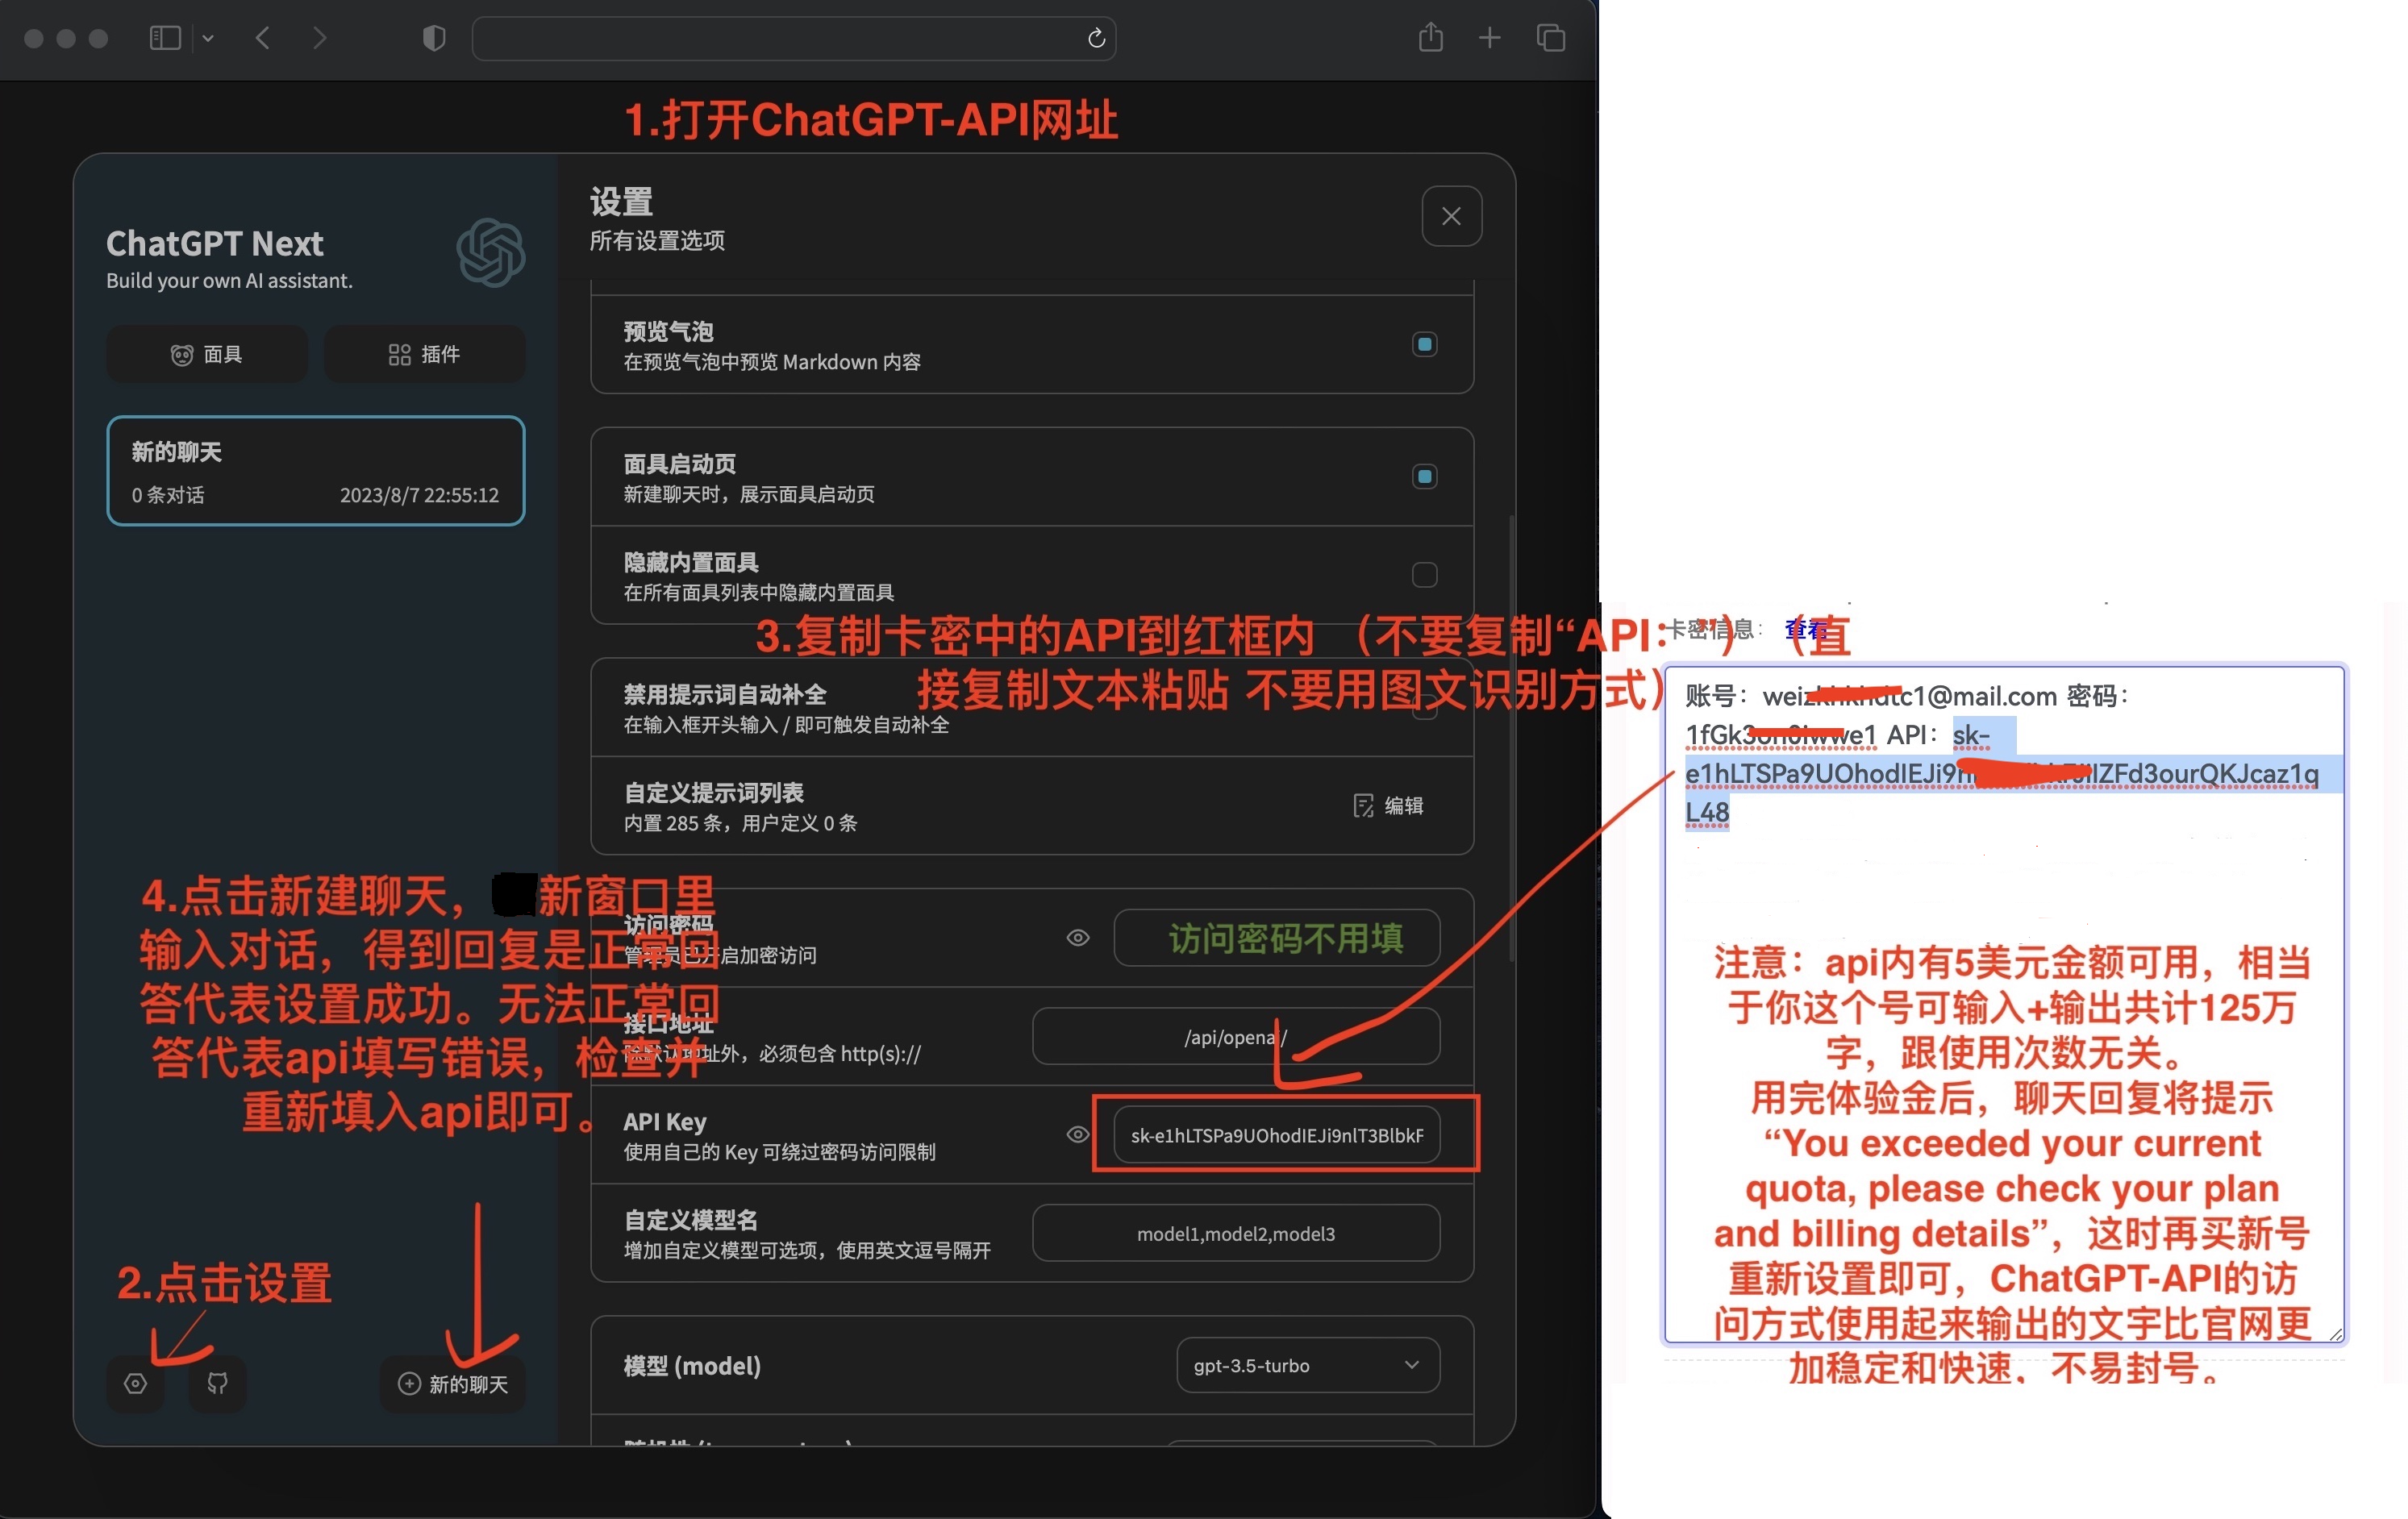 1.打开ChatGPT-API网址
设置
所有设置选项
ChatGPT Next
Build your own AI assistant.
面具
插件
新的聊天
0 条对话
2023/8/7 22:55:12
预览气泡
在预览气泡中预览 Markdown 内容
面具启动页
新建聊天时，展示面具启动页
隐藏内置面具
在所有面具列表中隐藏内置面具
3.复制卡密中的API到红框内 （不要复制“API：”）（直
接复制文本粘贴 不要用图文识别方式）
禁用提示词自动补全
在输入框开头输入 / 即可触发自动补全
自定义提示词列表
内置 285 条，用户定义 0 条
编辑
4.点击新建聊天，新窗口里
输入对话，得到回复是正常回
答代表设置成功。无法正常回
答代表api填写错误，检查并
重新填入api即可。
访问密码
管理员已开启加密访问
访问密码不用填
接口地址
除默认地址外，必须包含 http(s)://
/api/openai/
API Key
使用自己的 Key 可绕过密码访问限制
sk-e1hLTSPa9UOhodIEJi9nlT3BlbkF
自定义模型名
增加自定义模型可选项，使用英文逗号隔开
model1,model2,model3
模型 (model)
gpt-3.5-turbo
2.点击设置
新的聊天
卡密信息： 查看
账号： 密码：
API：sk-
L48
注意：api内有5美元金额可用，相当
于你这个号可输入+输出共计125万
字，跟使用次数无关。
用完体验金后，聊天回复将提示
“You exceeded your current
quota, please check your plan
and billing details”，这时再买新号
重新设置即可，ChatGPT-API的访
问方式使用起来输出的文字比官网更
加稳定和快速，不易封号。